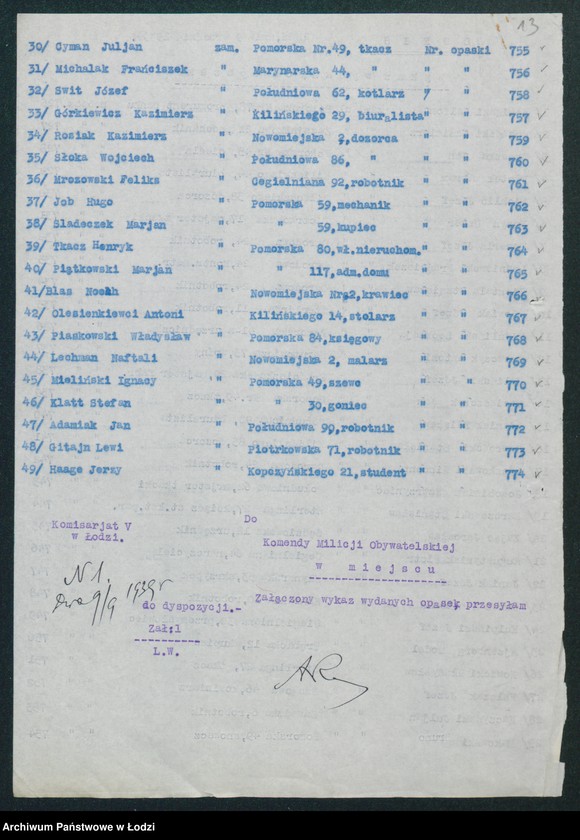 13
30/ Cyman Juljan zam. Pomorska Nr.49, tkacz Nr. opaski 755
31/ Michalak Franciszek " Marynarska 44, " " " 756
32/ Swit Józef " Południowa 62, kotlarz " " 758
33/ Górkiewicz Kazimierz " Kilińskiego 29, biuralista " " 757
34/ Rosiak Kazimierz " Nowomiejska 2,dozorca " " 759
35/ Słoka Wojciech " Południowa 86, " " " 760
36/ Mrozowski Feliks " Cegielniana 92,robotnik " " 761
37/ Job Hugo " Pomorska 59,mechanik " " 762
38/ Sladeczek Marjan " " 59,kupiec " " 763
39/ Tkacz Henryk " Pomorska 80,wł.nieruchom." " 764
40/ Piątkowski Marjan " " 117,adm.domu " " 765
41/Blas Noech " Nowomiejska Nr22, krawiec " " 766
42/ Olesienkiewci Antoni " Kilińskiego 14,stolarz " " 767
43/ Piaskowski Władysław " Pomorska 84,księgowy " " 768
44/ Lechman Naftali " Nowomiejska 2, malarz " " 769
45/ Mieliński Ignacy " Pomorska 49,szewc " " 770
46/ Klatt Stefan " " 30,goniec " " 771
47/ Adamiak Jan " Południowa 90,robotnik " " 772
48/ Gitajn Lewi " Piotrkowska 71,robotnik " " 773
49/ Haage Jerzy " Kopczyńskiego 21,student " " 774
Komisarjat V
w Łodzi.
Do
Komendy Milicji Obywatelskiej
w miejscu
N 1.
9/9 1939 r
Załączony wykaz wydanych opasek przesyłam
do dyspozycji.-
Zał;1
L.W.
Archiwum Państwowe w Łodzi